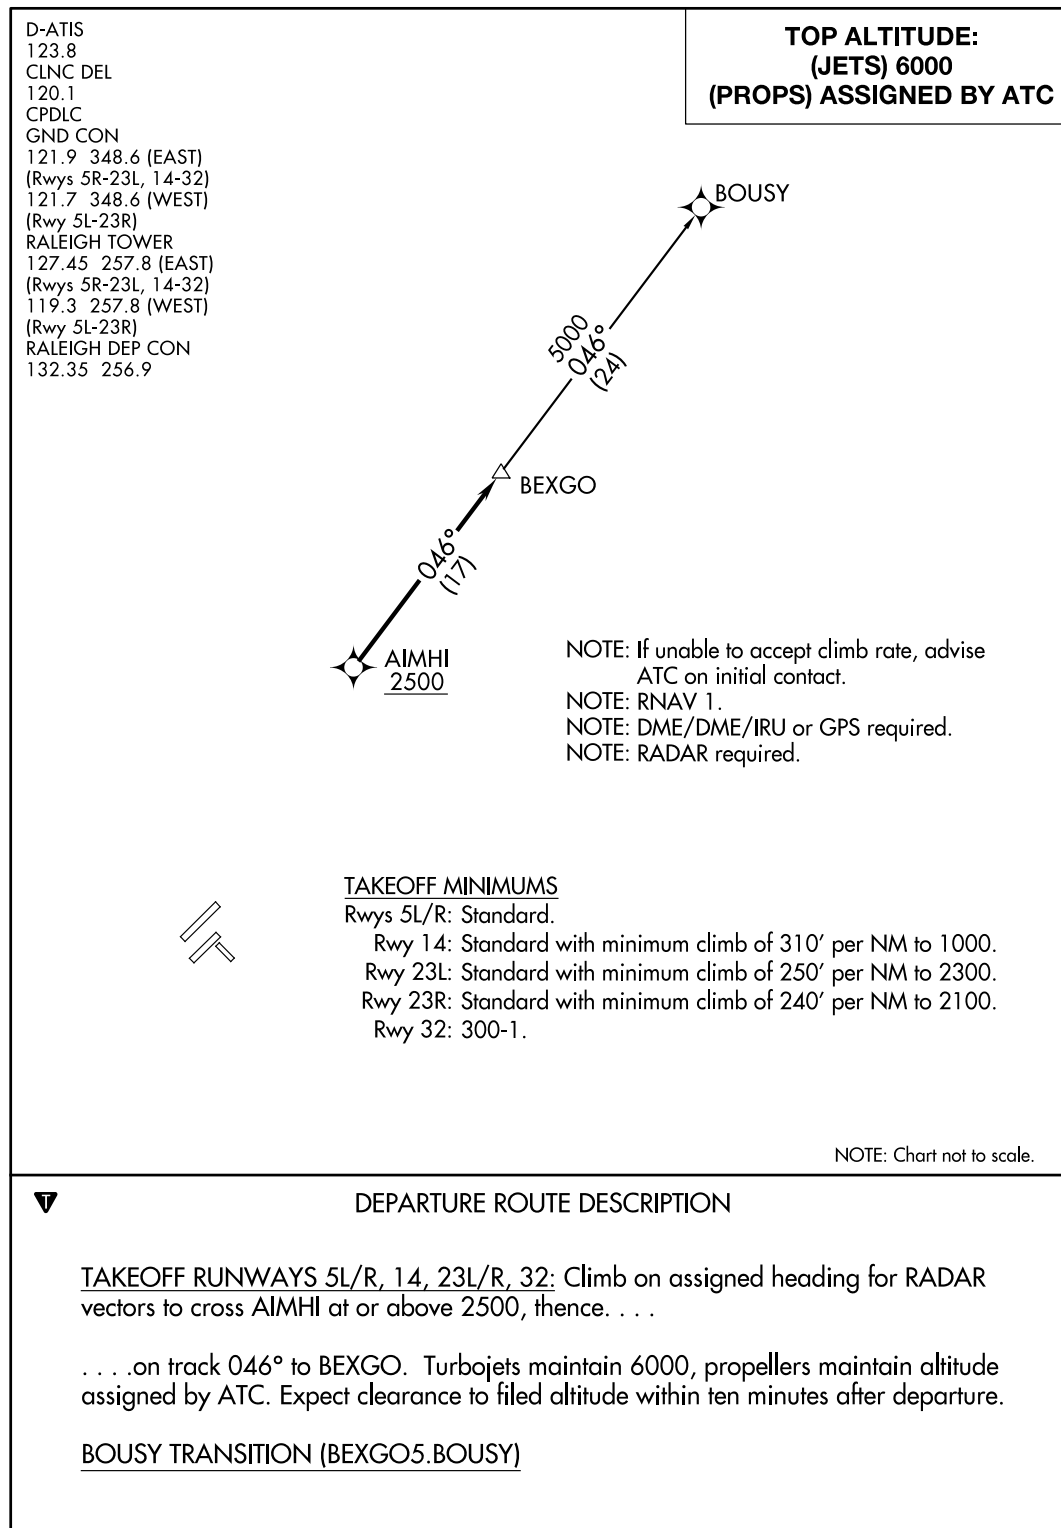 D-ATIS
123.8
CLNC DEL
120.1
CPDLC
GND CON
121.9 348.6 (EAST)
(Rwys 5R-23L, 14-32)
121.7 348.6 (WEST)
(Rwy 5L-23R)
RALEIGH TOWER
127.45 257.8 (EAST)
(Rwys 5R-23L, 14-32)
119.3 257.8 (WEST)
(Rwy 5L-23R)
RALEIGH DEP CON
132.35 256.9
TOP ALTITUDE:
(JETS) 6000
(PROPS) ASSIGNED BY ATC
BOUSY
5000
046°
(24)
BEXGO
046°
(17)
AIMHI
2500
NOTE: If unable to accept climb rate, advise
ATC on initial contact.
NOTE: RNAV 1.
NOTE: DME/DME/IRU or GPS required.
NOTE: RADAR required.
TAKEOFF MINIMUMS
Rwys 5L/R: Standard.
Rwy 14: Standard with minimum climb of 310' per NM to 1000.
Rwy 23L: Standard with minimum climb of 250' per NM to 2300.
Rwy 23R: Standard with minimum climb of 240' per NM to 2100.
Rwy 32: 300-1.
NOTE: Chart not to scale.
T
DEPARTURE ROUTE DESCRIPTION
TAKEOFF RUNWAYS 5L/R, 14, 23L/R, 32: Climb on assigned heading for RADAR
vectors to cross AIMHI at or above 2500, thence. . . .
. . . .on track 046° to BEXGO. Turbojets maintain 6000, propellers maintain altitude
assigned by ATC. Expect clearance to filed altitude within ten minutes after departure.
BOUSY TRANSITION (BEXGO5.BOUSY)